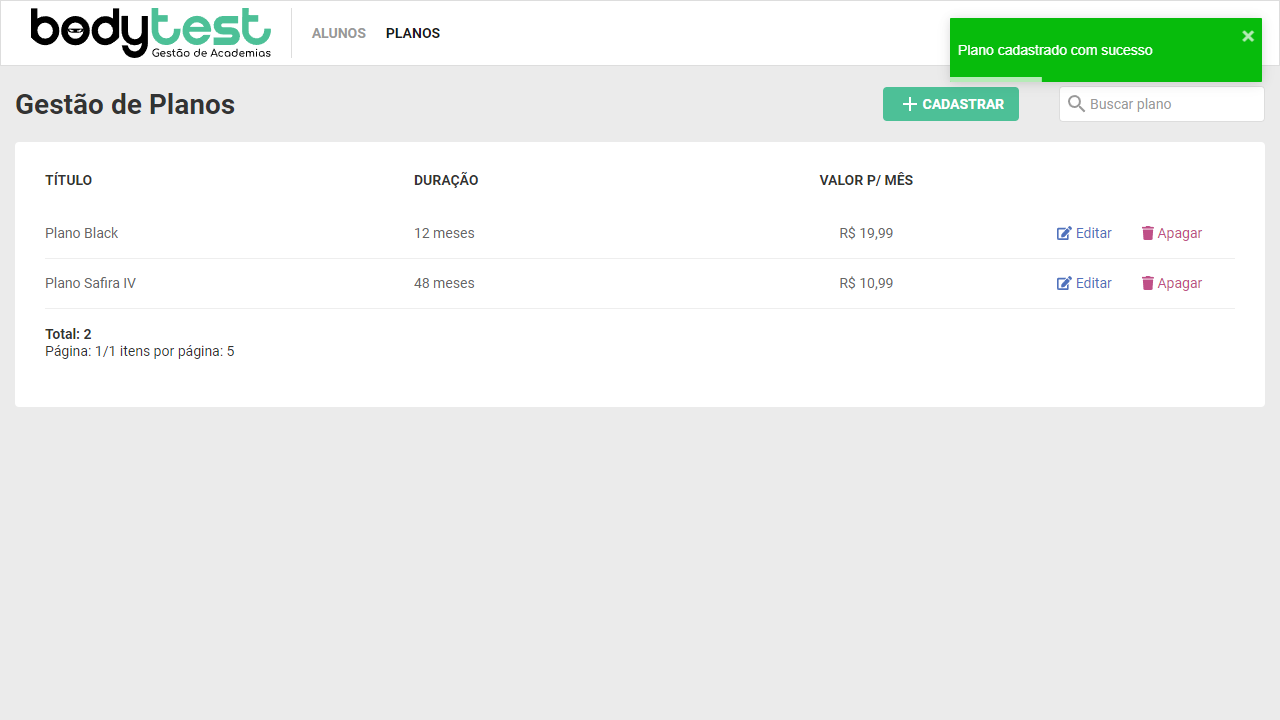 bodytest
Gestão de Academias
ALUNOS PLANOS
Plano cadastrado com sucesso
Gestão de Planos
CADASTRAR
Buscar plano
TÍTULO DURAÇÃO VALOR P/ MÊS
Plano Black 12 meses R$ 19,99 Editar Apagar
Plano Safira IV 48 meses R$ 10,99 Editar Apagar
Total: 2
Página: 1/1 itens por página: 5